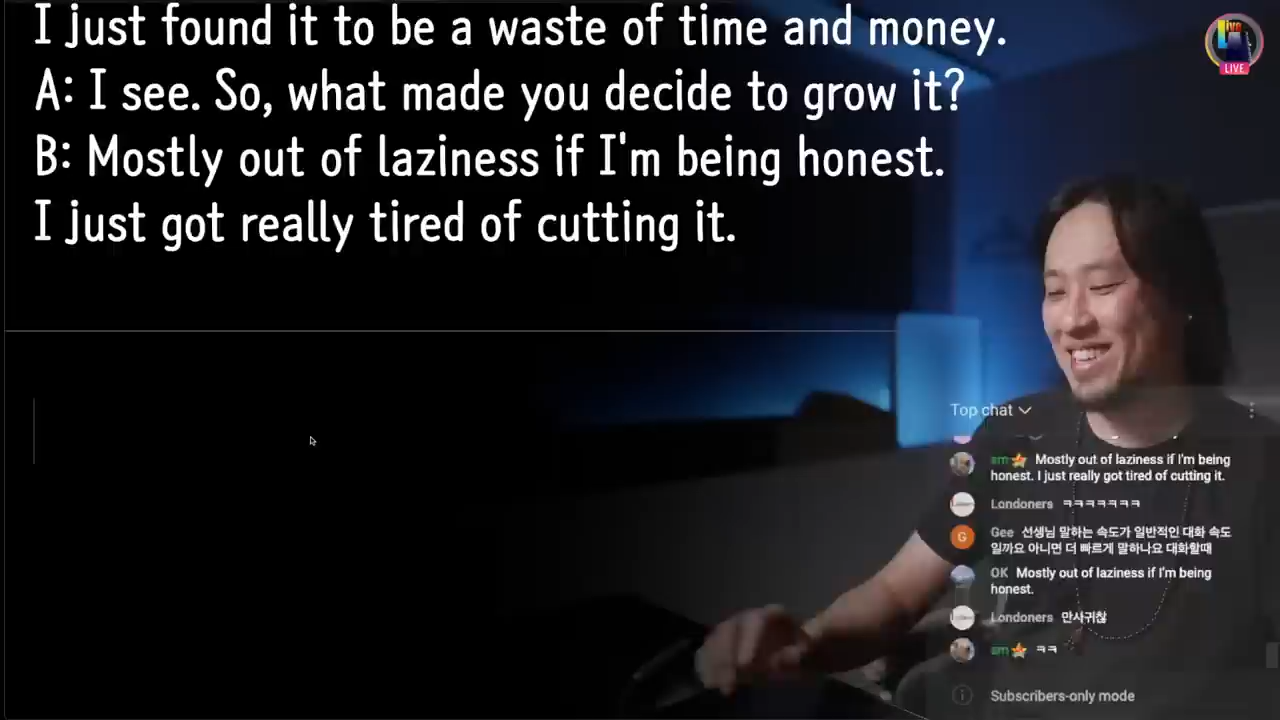 I just found it to be a waste of time and money.
A: I see. So, what made you decide to grow it?
B: Mostly out of laziness if I'm being honest.
I just got really tired of cutting it.
Live
LIVE
Top chat
am Mostly out of laziness if I'm being
honest. I just really got tired of cutting it.
Londoners ㅋㅋㅋㅋㅋㅋㅋ
G
Gee 선생님 말하는 속도가 일반적인 대화 속도
일까요 아니면 더 빠르게 말하나요 대화할때
OK Mostly out of laziness if I'm being
honest.
Londoners 만사귀찮
am ㅋㅋ
Subscribers-only mode